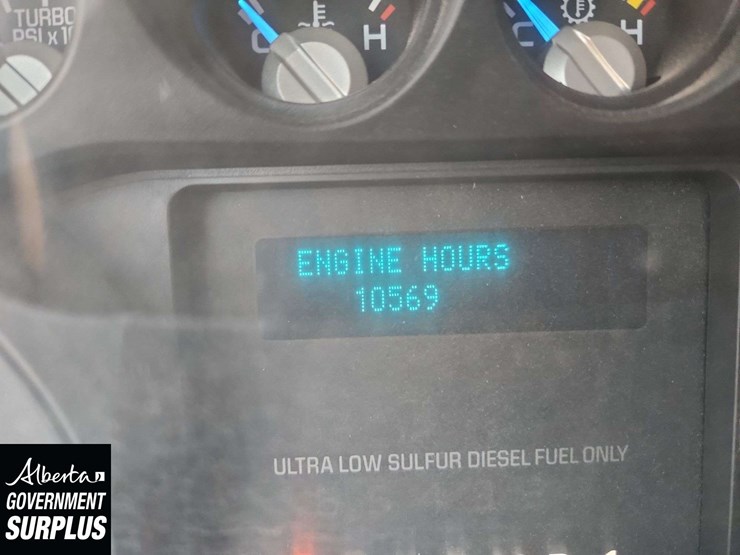 TURBO
PSI x 10
C
H
C
H
ENGINE HOURS
10569
ULTRA LOW SULFUR DIESEL FUEL ONLY
Alberta
GOVERNMENT
SURPLUS